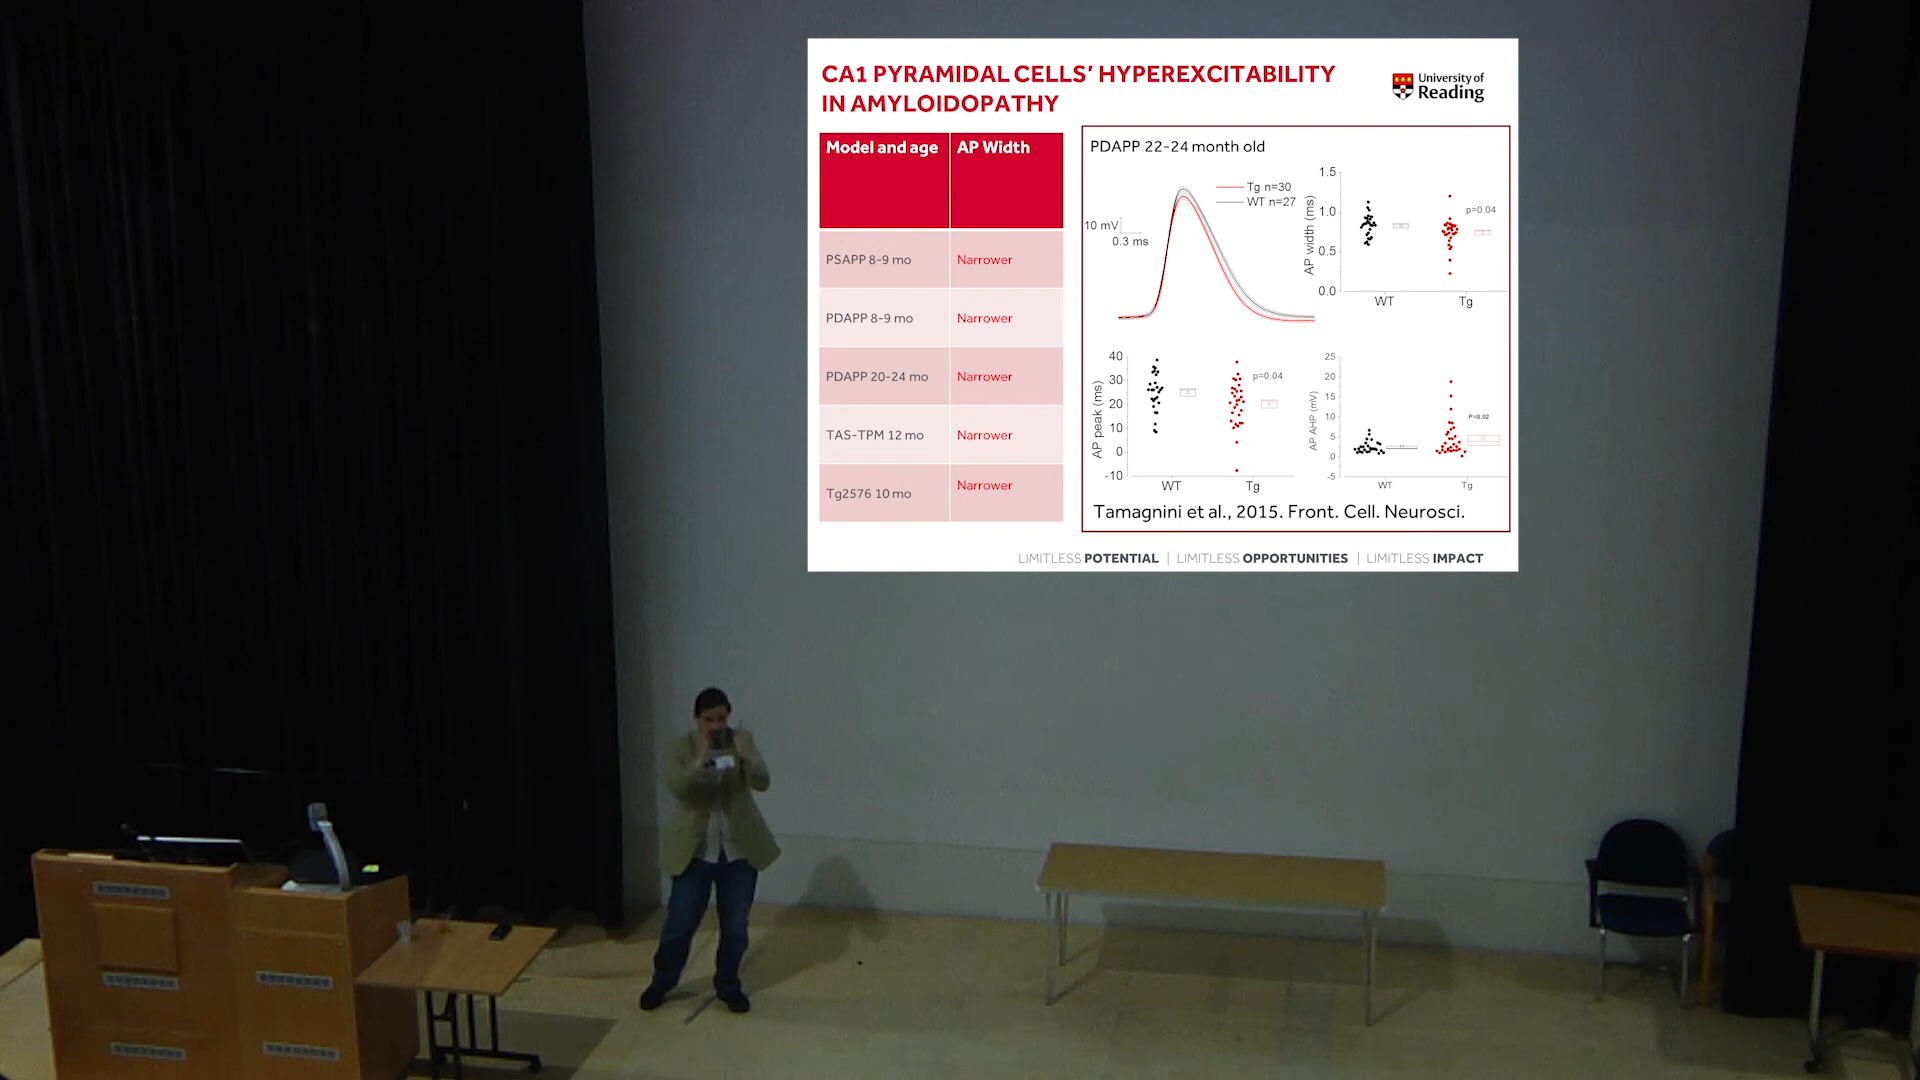 CA1 PYRAMIDAL CELLS’ HYPEREXCITABILITY
IN AMYLOIDOPATHY
University of
Reading
Model and age AP Width
PSAPP 8-9 mo Narrower
PDAPP 8-9 mo Narrower
PDAPP 20-24 mo Narrower
TAS-TPM 12 mo Narrower
Tg2576 10 mo Narrower
PDAPP 22-24 month old
Tg n=30
WT n=27
10 mV
0.3 ms
AP width (ms)
1.5
1.0
0.5
0.0
p=0.04
WT Tg
AP peak (ms)
40
30
20
10
0
-10
p=0.04
WT Tg
AP AHP (mV)
25
20
15
10
5
0
-5
P=0.02
WT Tg
Tamagnini et al., 2015. Front. Cell. Neurosci.
LIMITLESS POTENTIAL | LIMITLESS OPPORTUNITIES | LIMITLESS IMPACT